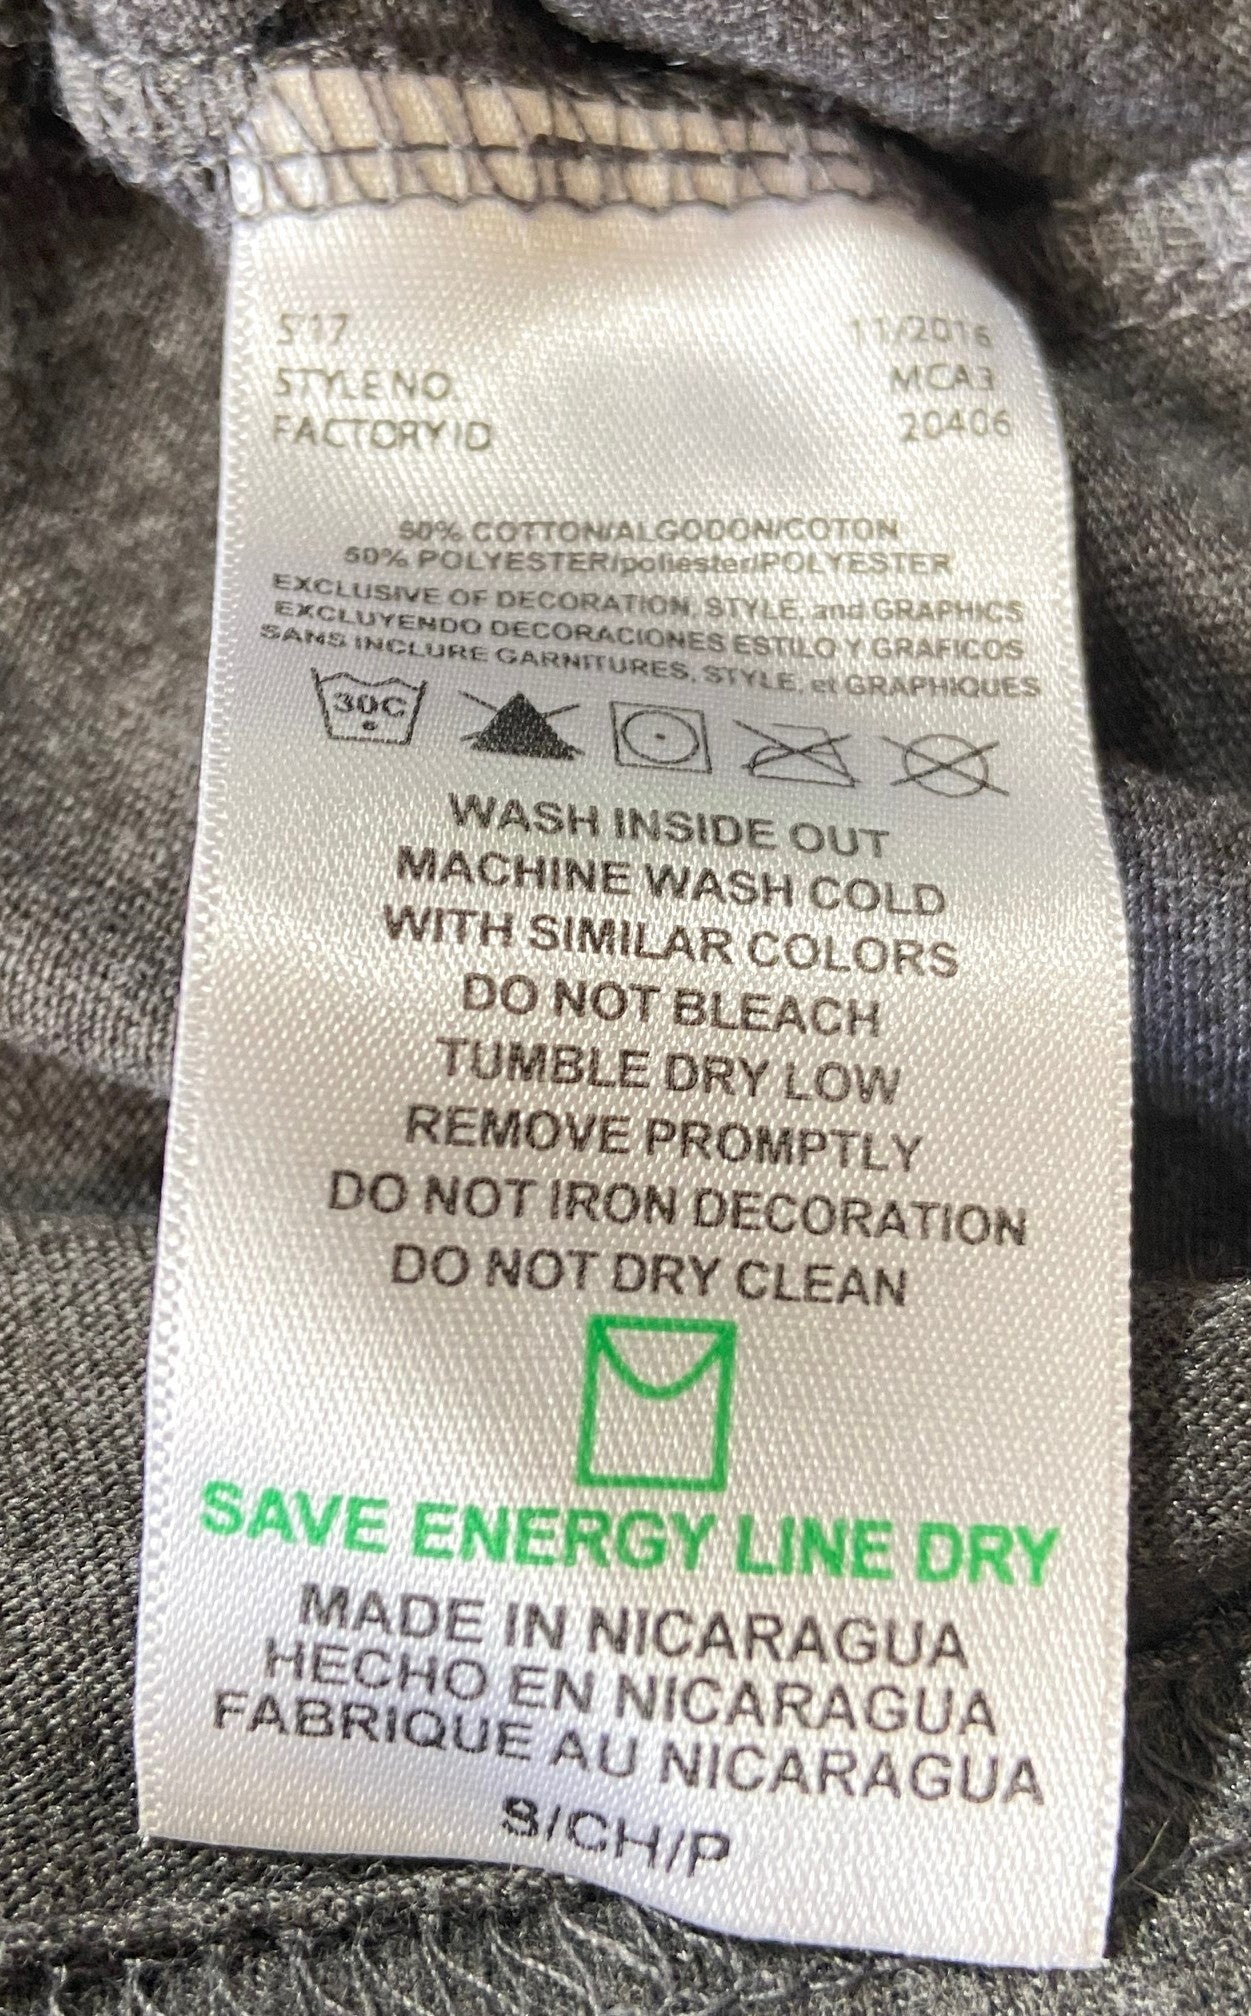 S'17 11/2016
STYLE NO. MCA3
FACTORY ID 20406
50% COTTON/ALGODON/COTON
50% POLYESTER/poliester/POLYESTER
EXCLUSIVE OF DECORATION, STYLE, and GRAPHICS
EXCLUYENDO DECORACIONES ESTILO Y GRAFICOS
SANS INCLURE GARNITURES, STYLE, et GRAPHIQUES
30C
WASH INSIDE OUT
MACHINE WASH COLD
WITH SIMILAR COLORS
DO NOT BLEACH
TUMBLE DRY LOW
REMOVE PROMPTLY
DO NOT IRON DECORATION
DO NOT DRY CLEAN
SAVE ENERGY LINE DRY
MADE IN NICARAGUA
HECHO EN NICARAGUA
FABRIQUE AU NICARAGUA
S/CH/P